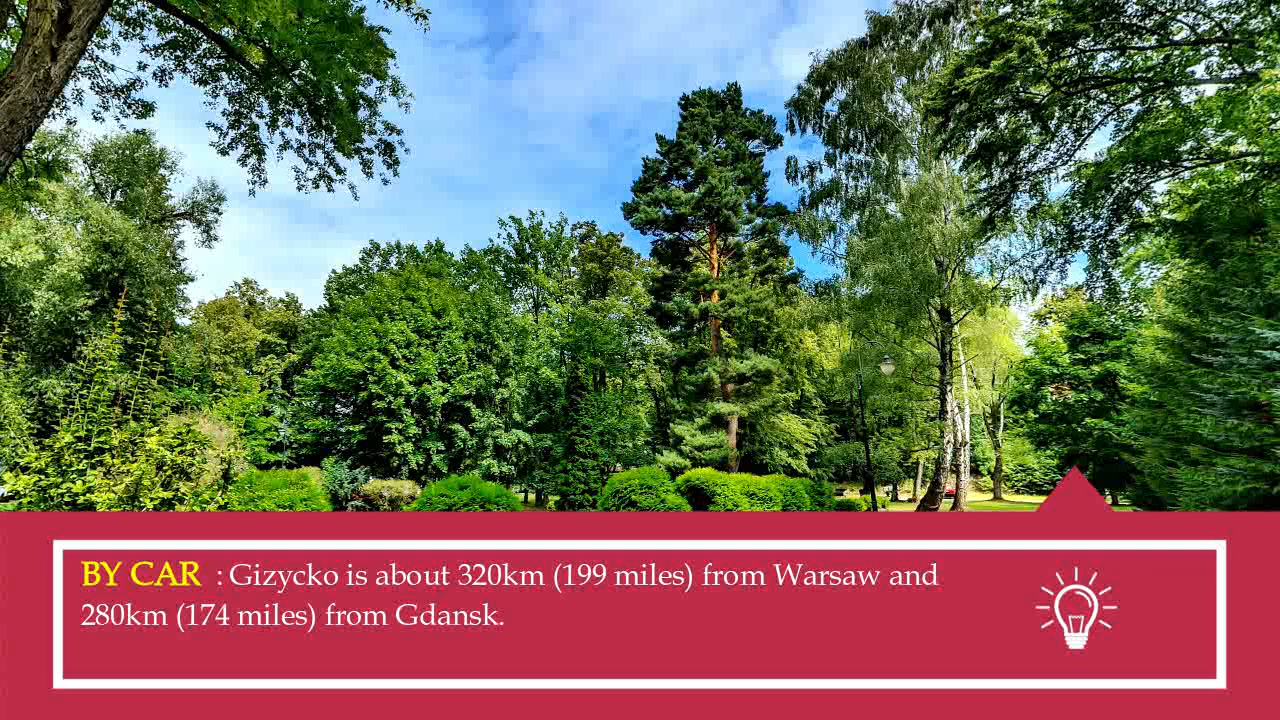 BY CAR : Gizycko is about 320km (199 miles) from Warsaw and
280km (174 miles) from Gdansk.